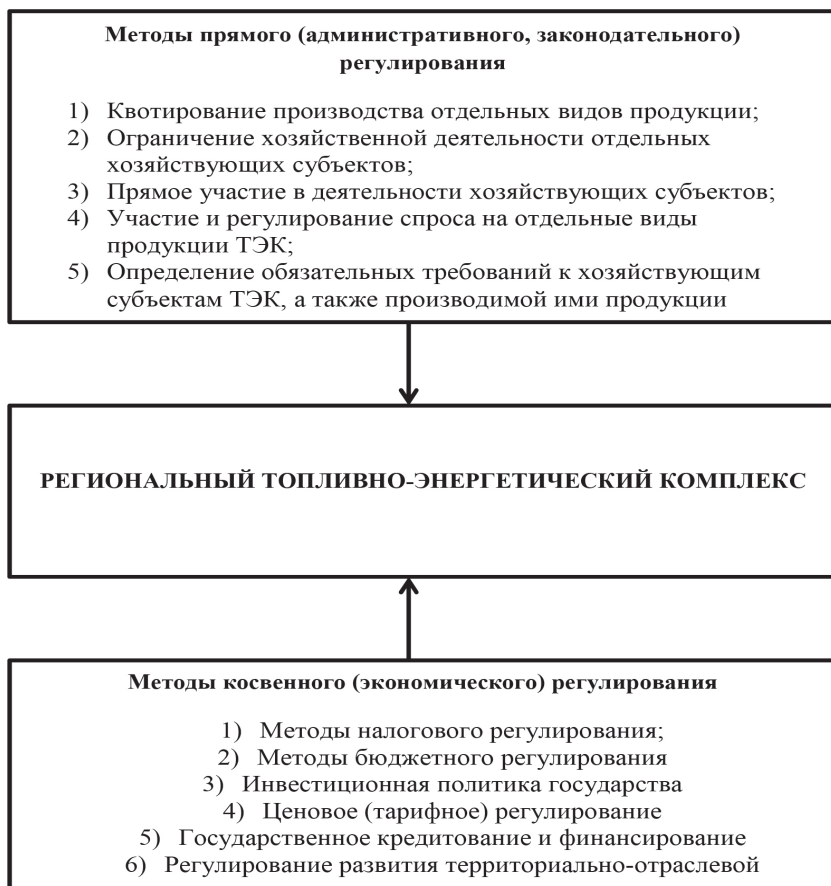 Методы прямого (административного, законодательного)
регулирования
1) Квотирование производства отдельных видов продукции;
2) Ограничение хозяйственной деятельности отдельных
хозяйствующих субъектов;
3) Прямое участие в деятельности хозяйствующих субъектов;
4) Участие и регулирование спроса на отдельные виды
продукции ТЭК;
5) Определение обязательных требований к хозяйствующим
субъектам ТЭК, а также производимой ими продукции
РЕГИОНАЛЬНЫЙ ТОПЛИВНО-ЭНЕРГЕТИЧЕСКИЙ КОМПЛЕКС
Методы косвенного (экономического) регулирования
1) Методы налогового регулирования;
2) Методы бюджетного регулирования
3) Инвестиционная политика государства
4) Ценовое (тарифное) регулирование
5) Государственное кредитование и финансирование
6) Регулирование развития территориально-отраслевой